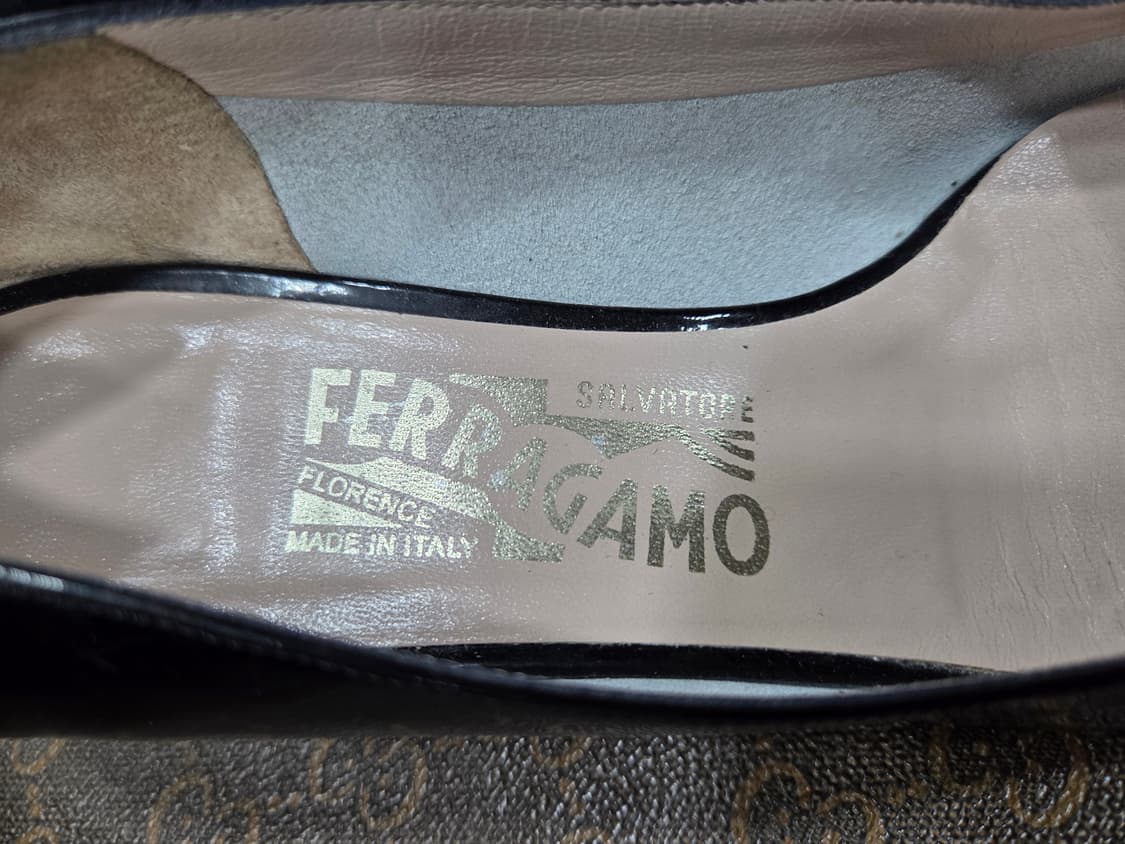 SALVATORE
FERRAGAMO
FLORENCE
MADE IN ITALY